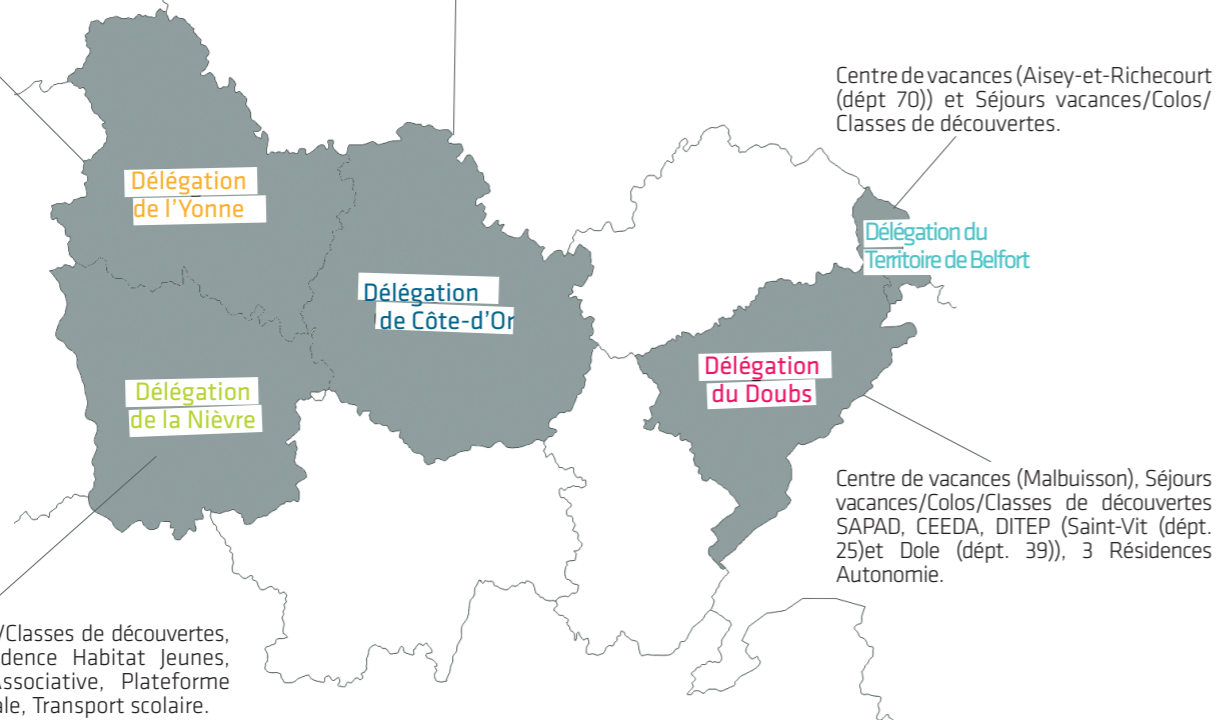 Centre de vacances (Aisey-et-Richecourt
(dépt 70)) et Séjours vacances/Colos/
Classes de découvertes.
Délégation
de l'Yonne
Délégation du
Territoire de Belfort
Délégation
de Côte-d'Or
Délégation
du Doubs
Délégation
de la Nièvre
Centre de vacances (Malbuisson), Séjours
vacances/Colos/Classes de découvertes
SAPAD, CEEDA, DITEP (Saint-Vit (dépt.
25)et Dole (dépt. 39)), 3 Résidences
Autonomie.
/Classes de découvertes,
Habitat Jeunes,
Plateforme
Transport scolaire.